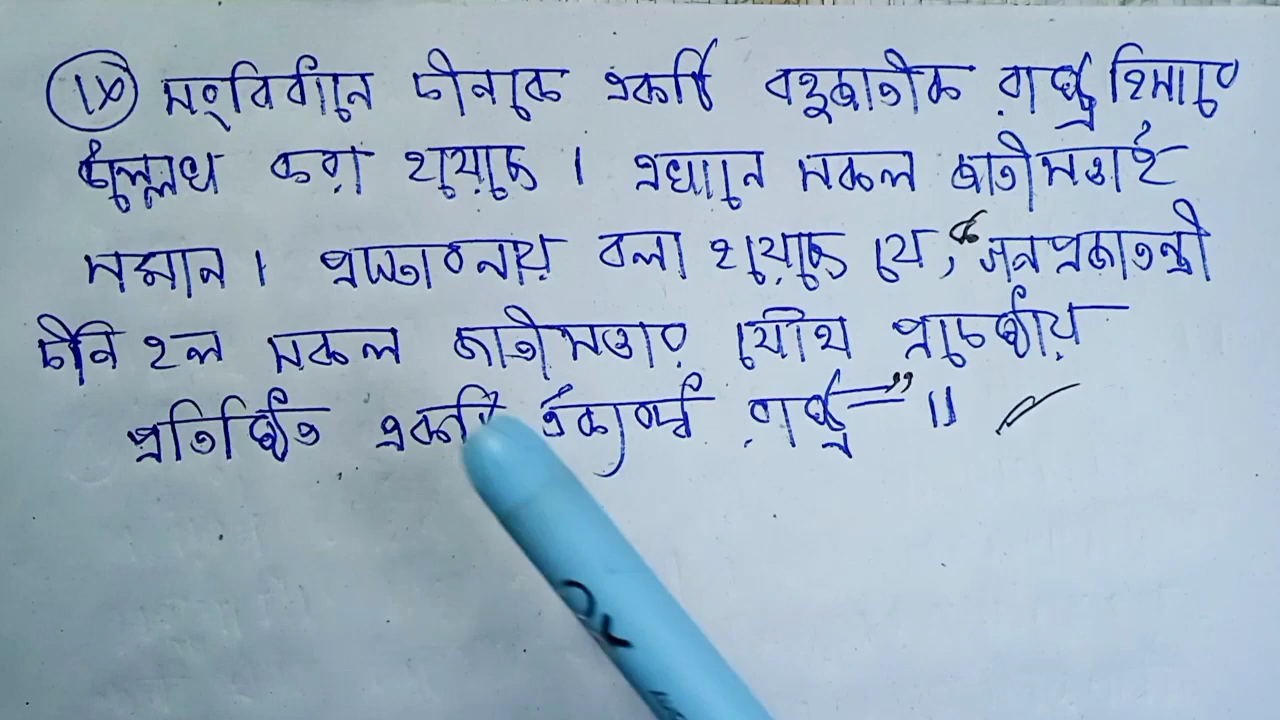 ১৮ সংবিধানে চীনকে একটি বহুজাতীক রাষ্ট্র হিসাবে
উল্লেখ করা হয়েছে । এখানে সকল জাতীসত্তাই
সমান । প্রস্তাবনায় বলা হয়েছে যে, "জনপ্রজাতন্ত্রী
চীন হল সকল জাতীসত্তার যৌথ প্রচেষ্টায়
প্রতিষ্ঠিত একটি ঐক্যবদ্ধ রাষ্ট্র—" ॥